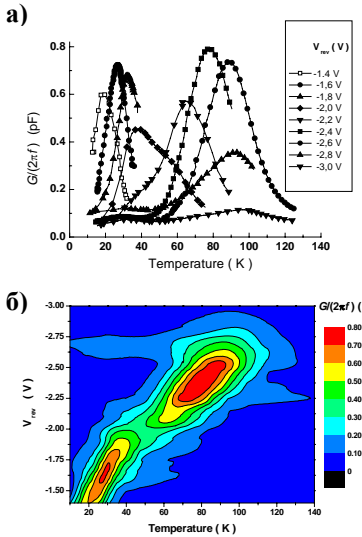 а)
V rev (V)
-1.4 V
-1,6 V
-1,8 V
-2,0 V
-2,2 V
-2,4 V
-2,6 V
-2,8 V
-3,0 V
G/(2πf) (pF)
0.8
0.6
0.4
0.2
0.0
0 20 40 60 80 100 120 140
Temperature ( K )
б)
G/(2πf) (
V rev (V)
-3.00
-2.75
-2.50
-2.25
-2.00
-1.75
-1.50
20 40 60 80 100 120 140
Temperature ( K )
0.80
0.70
0.60
0.50
0.40
0.30
0.20
0.10
0